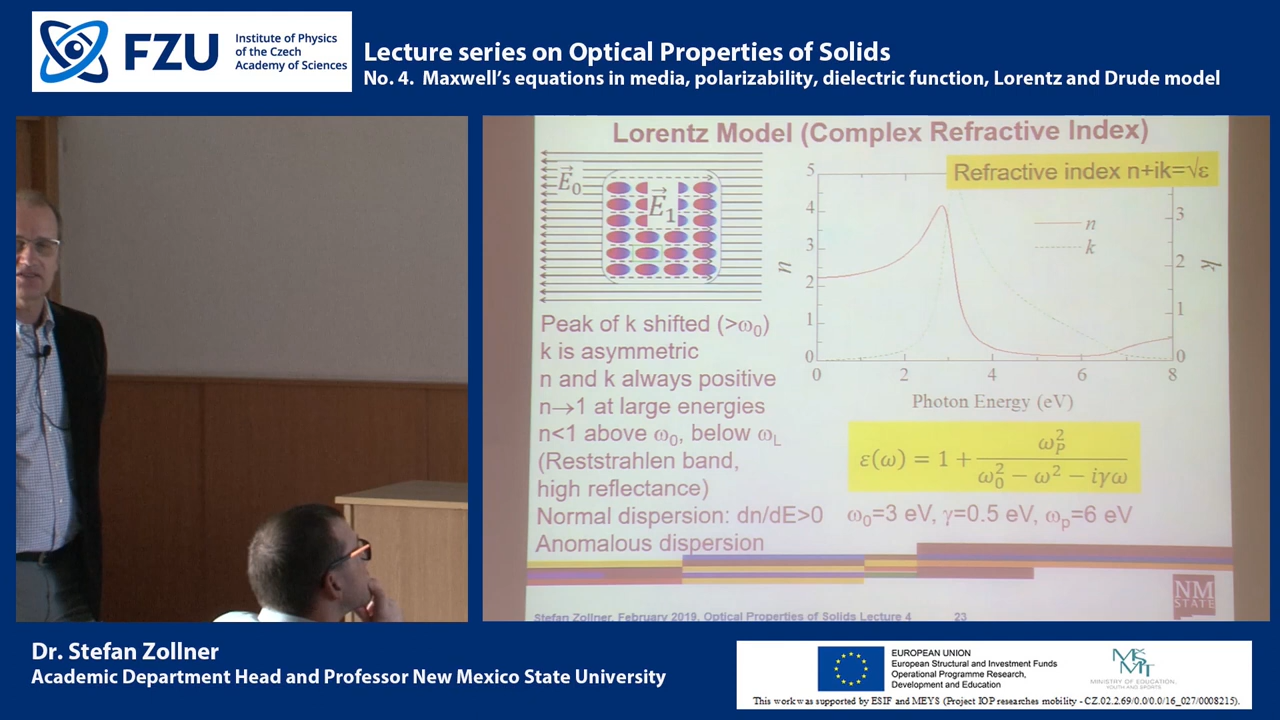 FZU
Institute of Physics
of the Czech
Academy of Sciences
Lecture series on Optical Properties of Solids
No. 4. Maxwell's equations in media, polarizability, dielectric function, Lorentz and Drude model
Lorentz Model (Complex Refractive Index)
E⃗₀
E⃗₁
Refractive index n+ik=√ε
5
4
3
2
1
0
n
n
k
3
2
1
0
k
0 2 4 6 8
Photon Energy (eV)
Peak of k shifted (>ω₀)
k is asymmetric
n and k always positive
n→1 at large energies
n<1 above ω₀, below ω_L
(Reststrahlen band,
high reflectance)
Normal dispersion: dn/dE>0
Anomalous dispersion
ε(ω) = 1 + ω_P² / (ω₀² − ω² − iγω)
ω₀=3 eV, γ=0.5 eV, ωₚ=6 eV
NM
STATE
Stefan Zollner, February 2019, Optical Properties of Solids Lecture 4 23
Dr. Stefan Zollner
Academic Department Head and Professor New Mexico State University
EUROPEAN UNION
European Structural and Investment Funds
Operational Programme Research,
Development and Education
MINISTRY OF EDUCATION,
YOUTH AND SPORTS
This work was supported by ESIF and MEYS (Project IOP researches mobility - CZ.02.2.69/0.0/0.0/16_027/0008215).